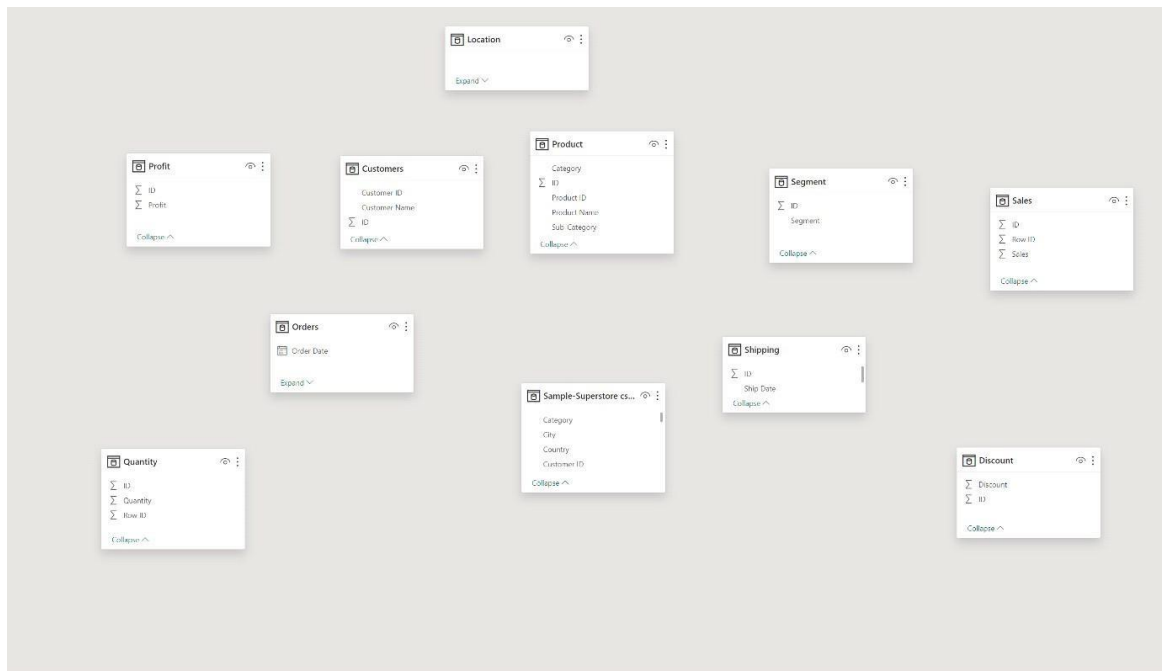 Location
Expand
Product
Category
ID
Product ID
Product Name
Sub Category
Collapse
Profit
ID
Profit
Collapse
Customers
Customer ID
Customer Name
ID
Collapse
Segment
ID
Segment
Collapse
Sales
ID
Row ID
Sales
Collapse
Orders
Order Date
Expand
Shipping
ID
Ship Date
Collapse
Sample-Superstore cs...
Category
City
Country
Customer ID
Collapse
Quantity
ID
Quantity
Row ID
Collapse
Discount
Discount
ID
Collapse